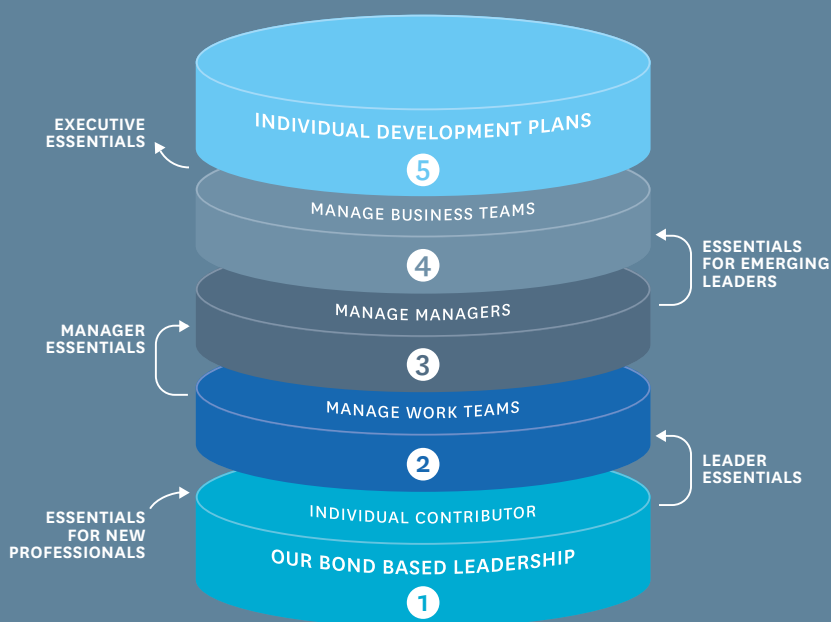 INDIVIDUAL DEVELOPMENT PLANS
5
EXECUTIVE
ESSENTIALS
MANAGE BUSINESS TEAMS
4
ESSENTIALS
FOR EMERGING
LEADERS
MANAGE MANAGERS
3
MANAGER
ESSENTIALS
MANAGE WORK TEAMS
2
LEADER
ESSENTIALS
INDIVIDUAL CONTRIBUTOR
ESSENTIALS
FOR NEW
PROFESSIONALS
OUR BOND BASED LEADERSHIP
1